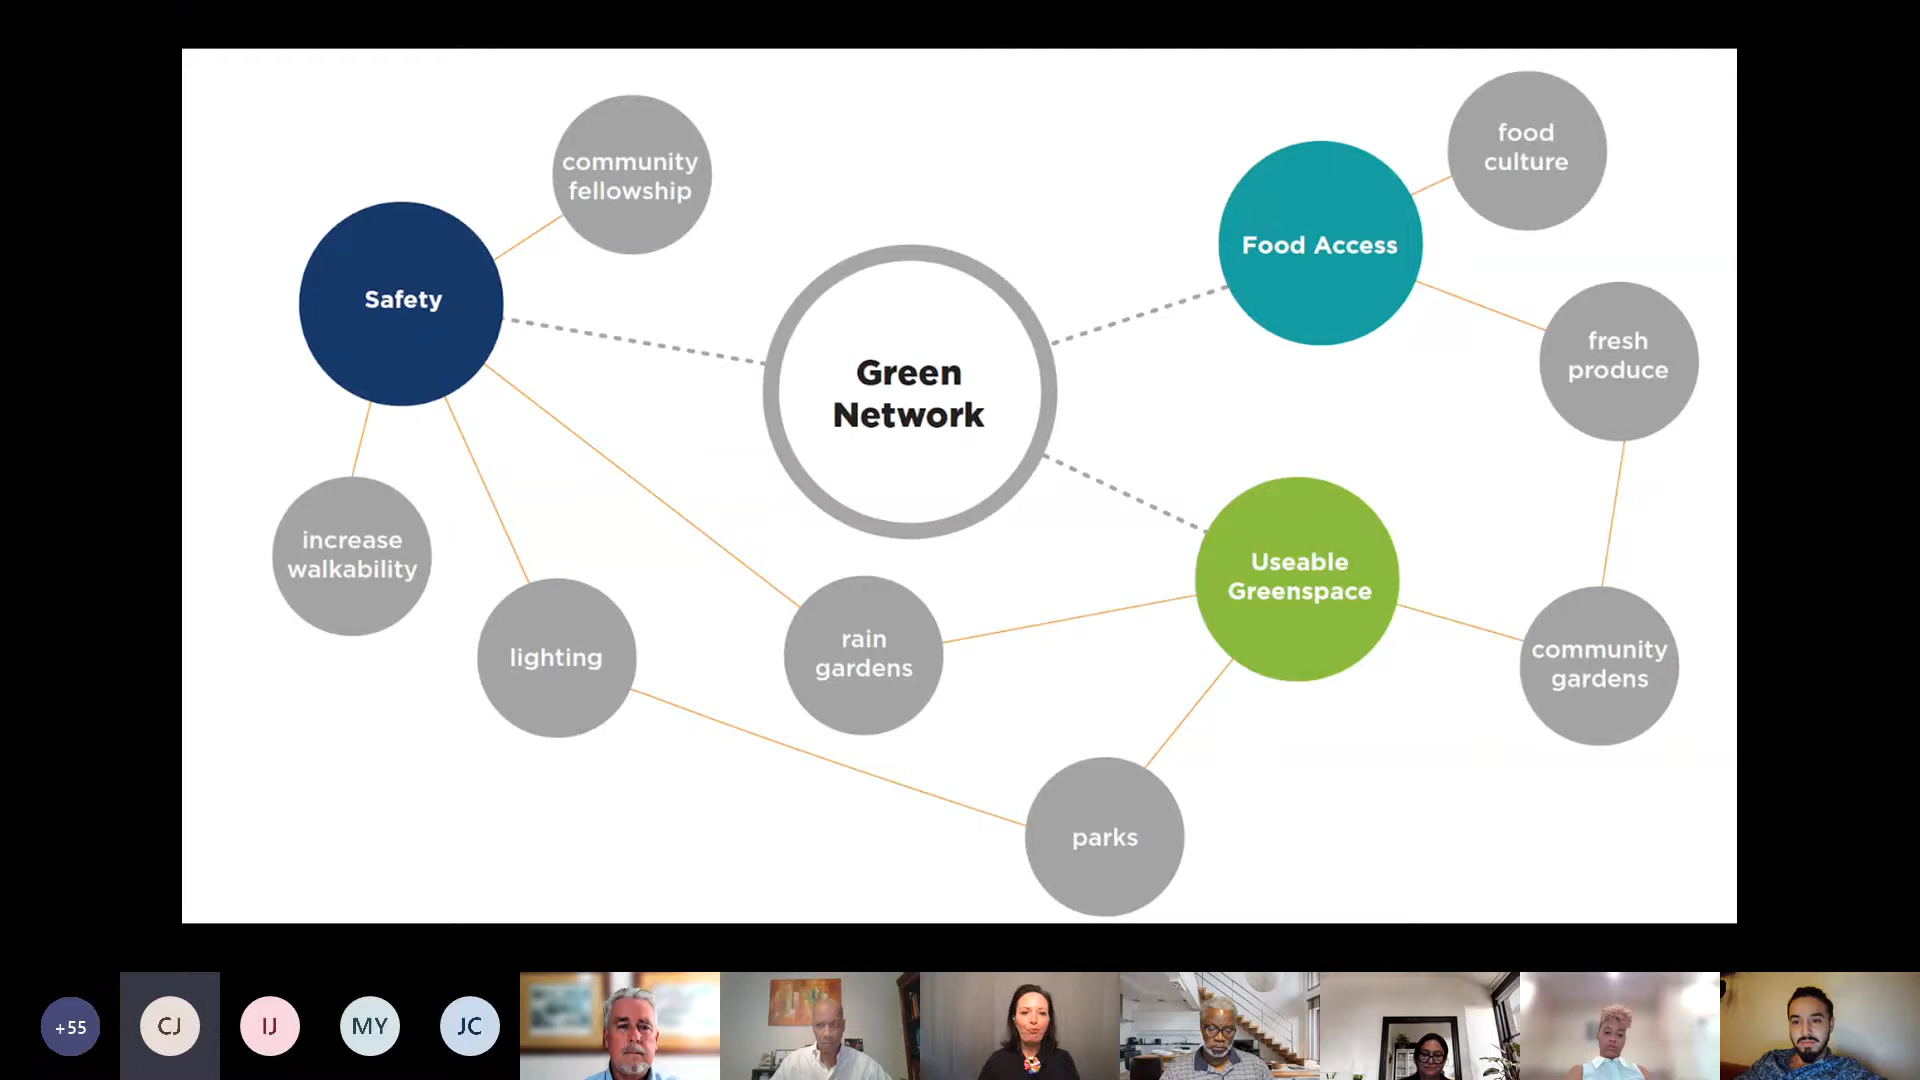 community
fellowship
food
culture
Safety
Food Access
Green
Network
fresh
produce
increase
walkability
Useable
Greenspace
lighting
rain
gardens
community
gardens
parks
+55
CJ
IJ
MY
JC